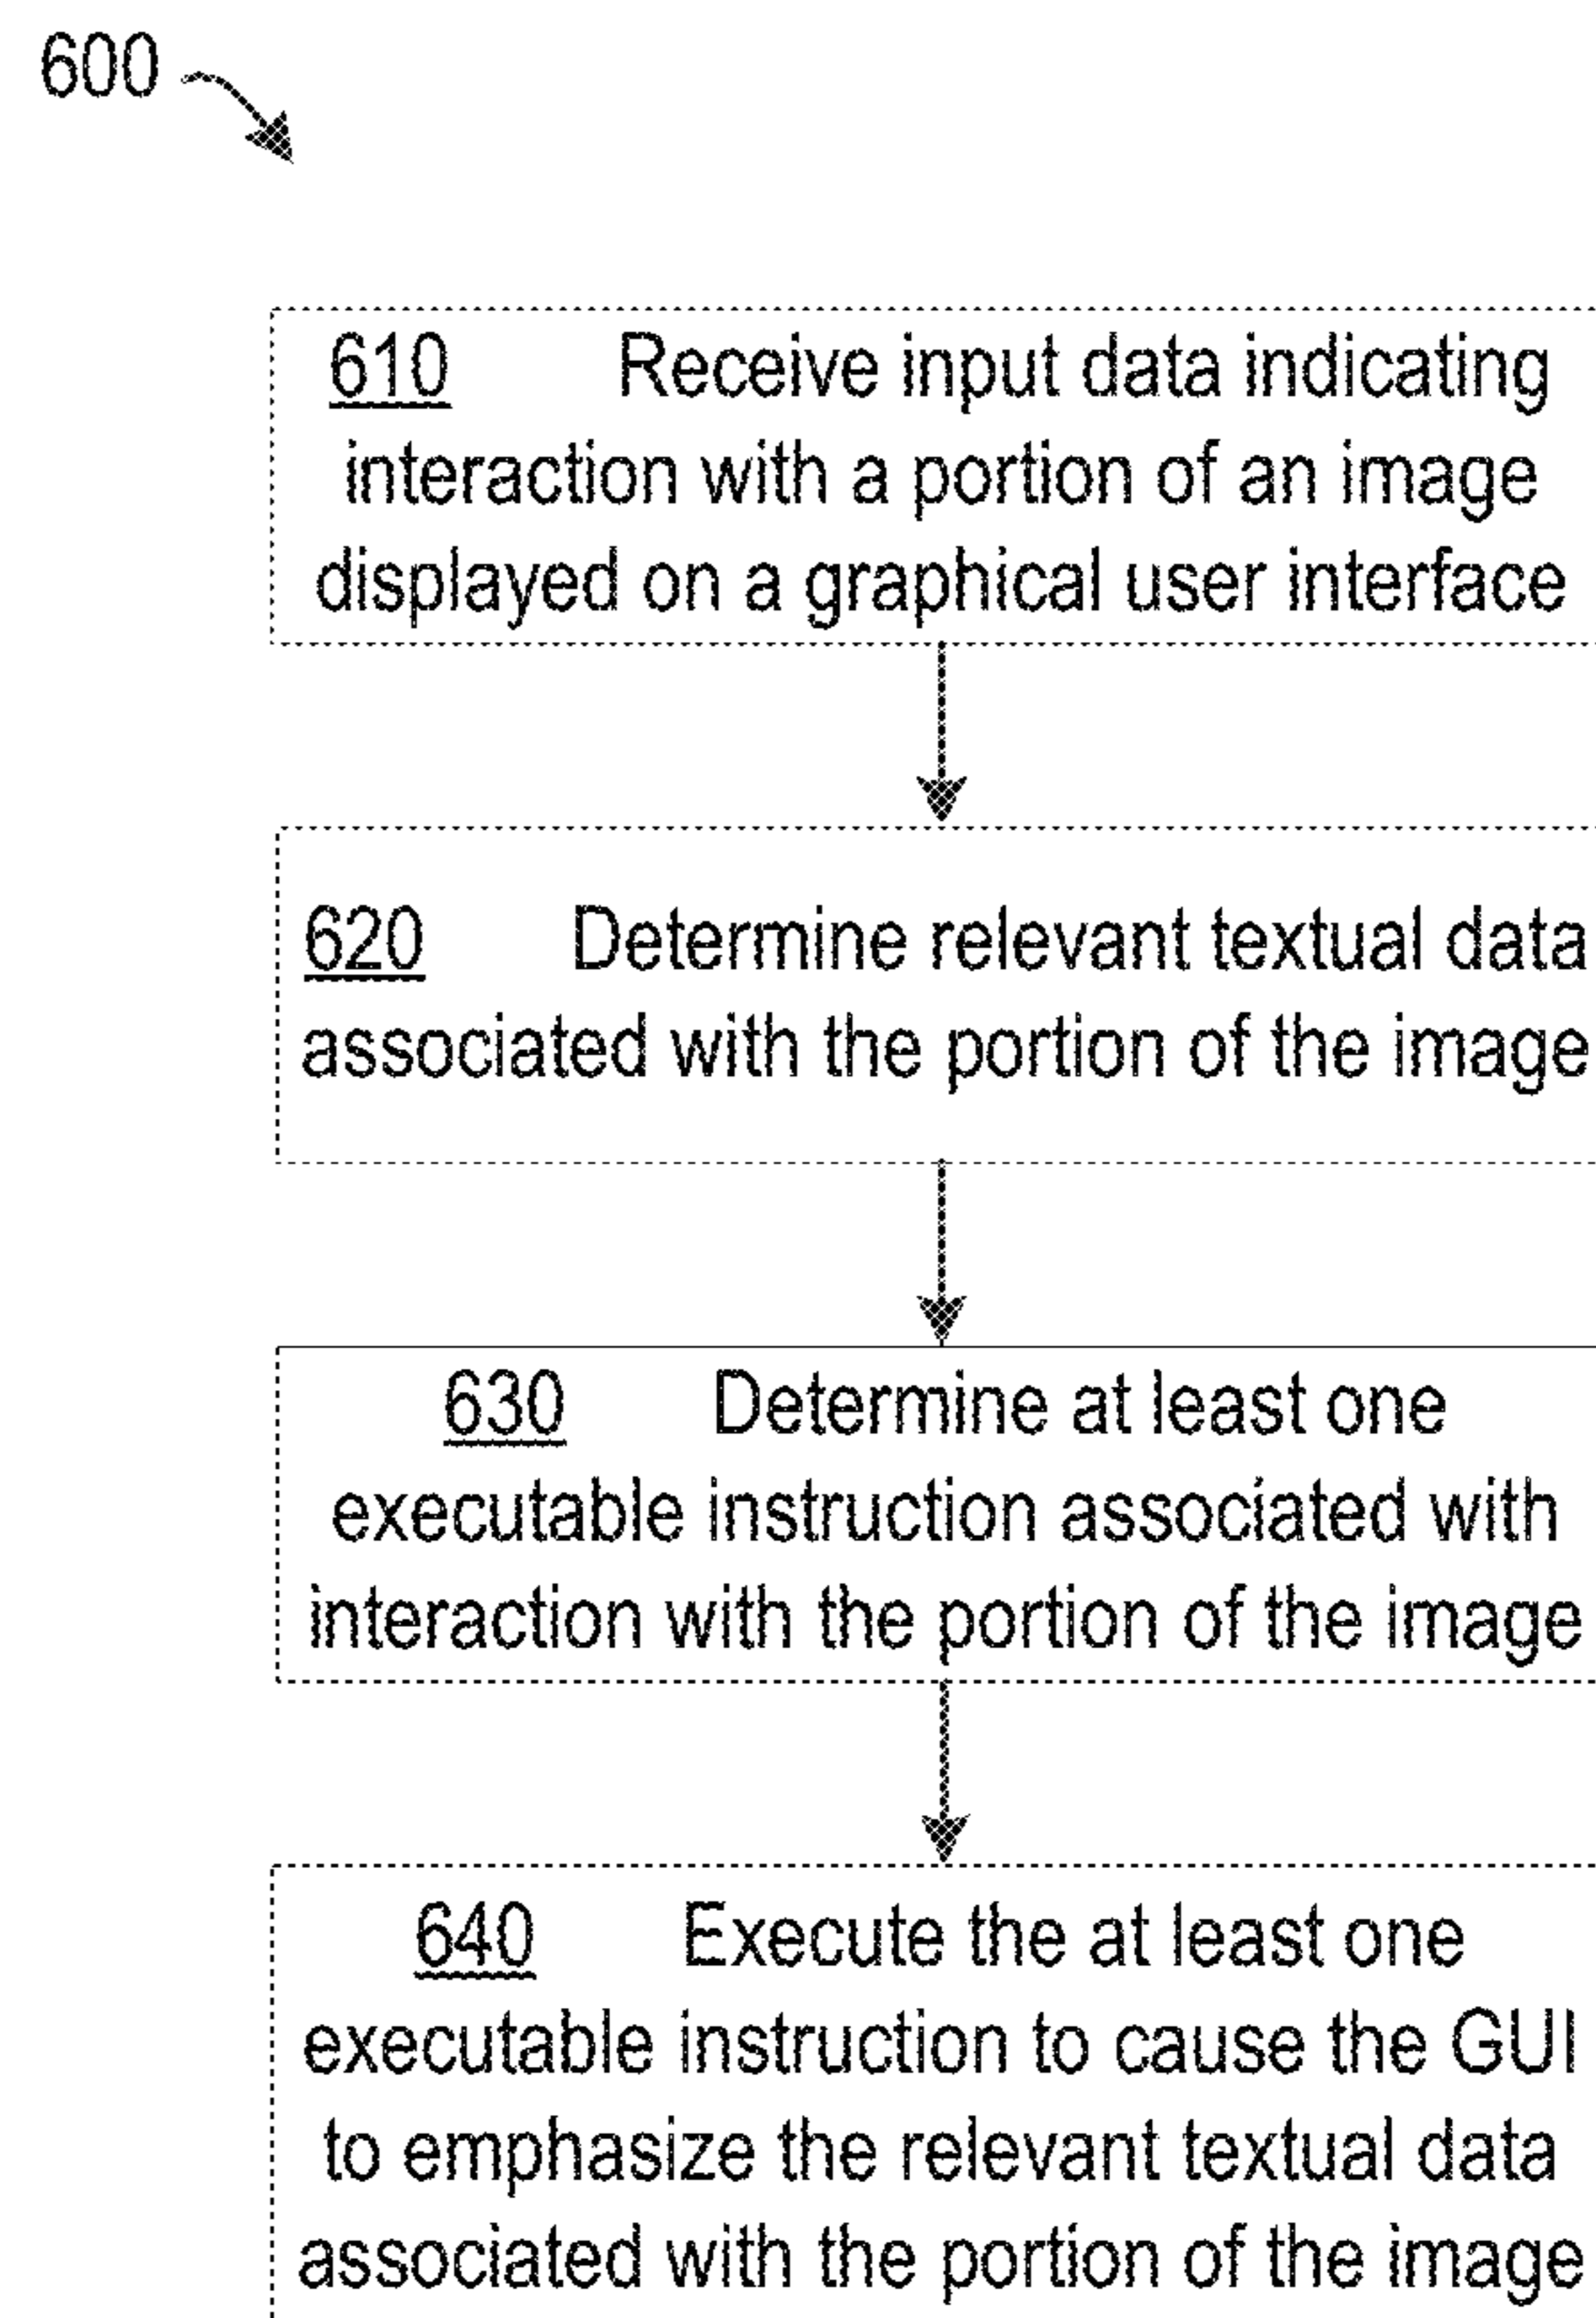 600
610 Receive input data indicating
interaction with a portion of an image
displayed on a graphical user interface
620 Determine relevant textual data
associated with the portion of the image
630 Determine at least one
executable instruction associated with
interaction with the portion of the image
640 Execute the at least one
executable instruction to cause the GUI
to emphasize the relevant textual data
associated with the portion of the image